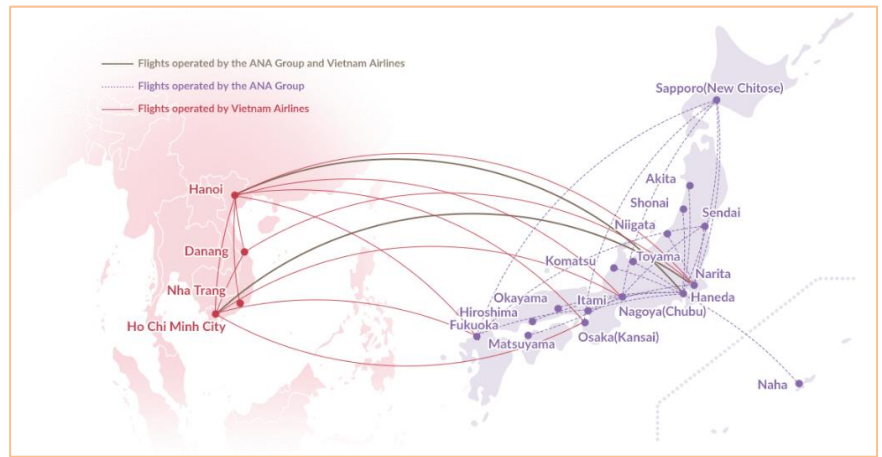 Flights operated by the ANA Group and Vietnam Airlines
Flights operated by the ANA Group
Flights operated by Vietnam Airlines
Sapporo(New Chitose)
Hanoi
Akita
Shonai
Sendai
Niigata
Danang
Toyama
Komatsu
Narita
Nha Trang
Okayama
Itami
Haneda
Hiroshima
Nagoya(Chubu)
Ho Chi Minh City
Fukuoka
Osaka(Kansai)
Matsuyama
Naha